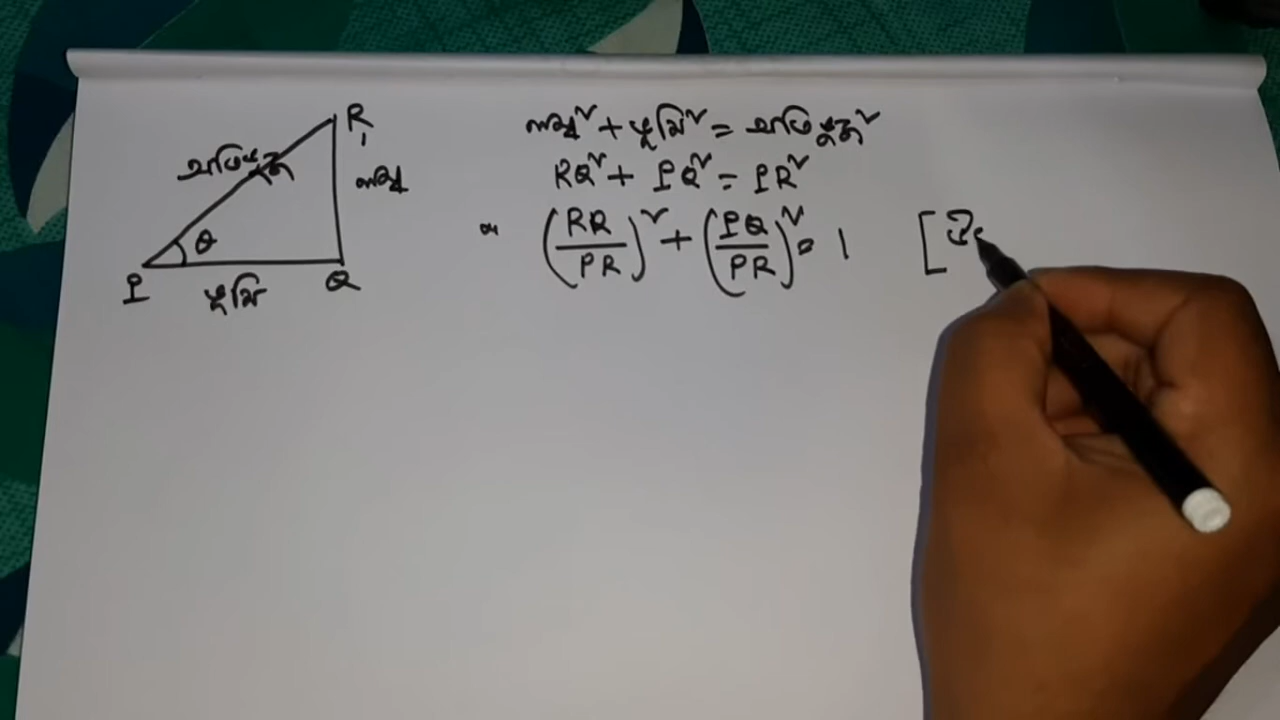 R
অতিভুজ
লম্ব
θ
P
ভূমি
Q
লম্ব² + ভূমি² = অতিভুজ²
RQ² + PQ² = PR²
বা (RQ/PR)² + (PQ/PR)² = 1 [